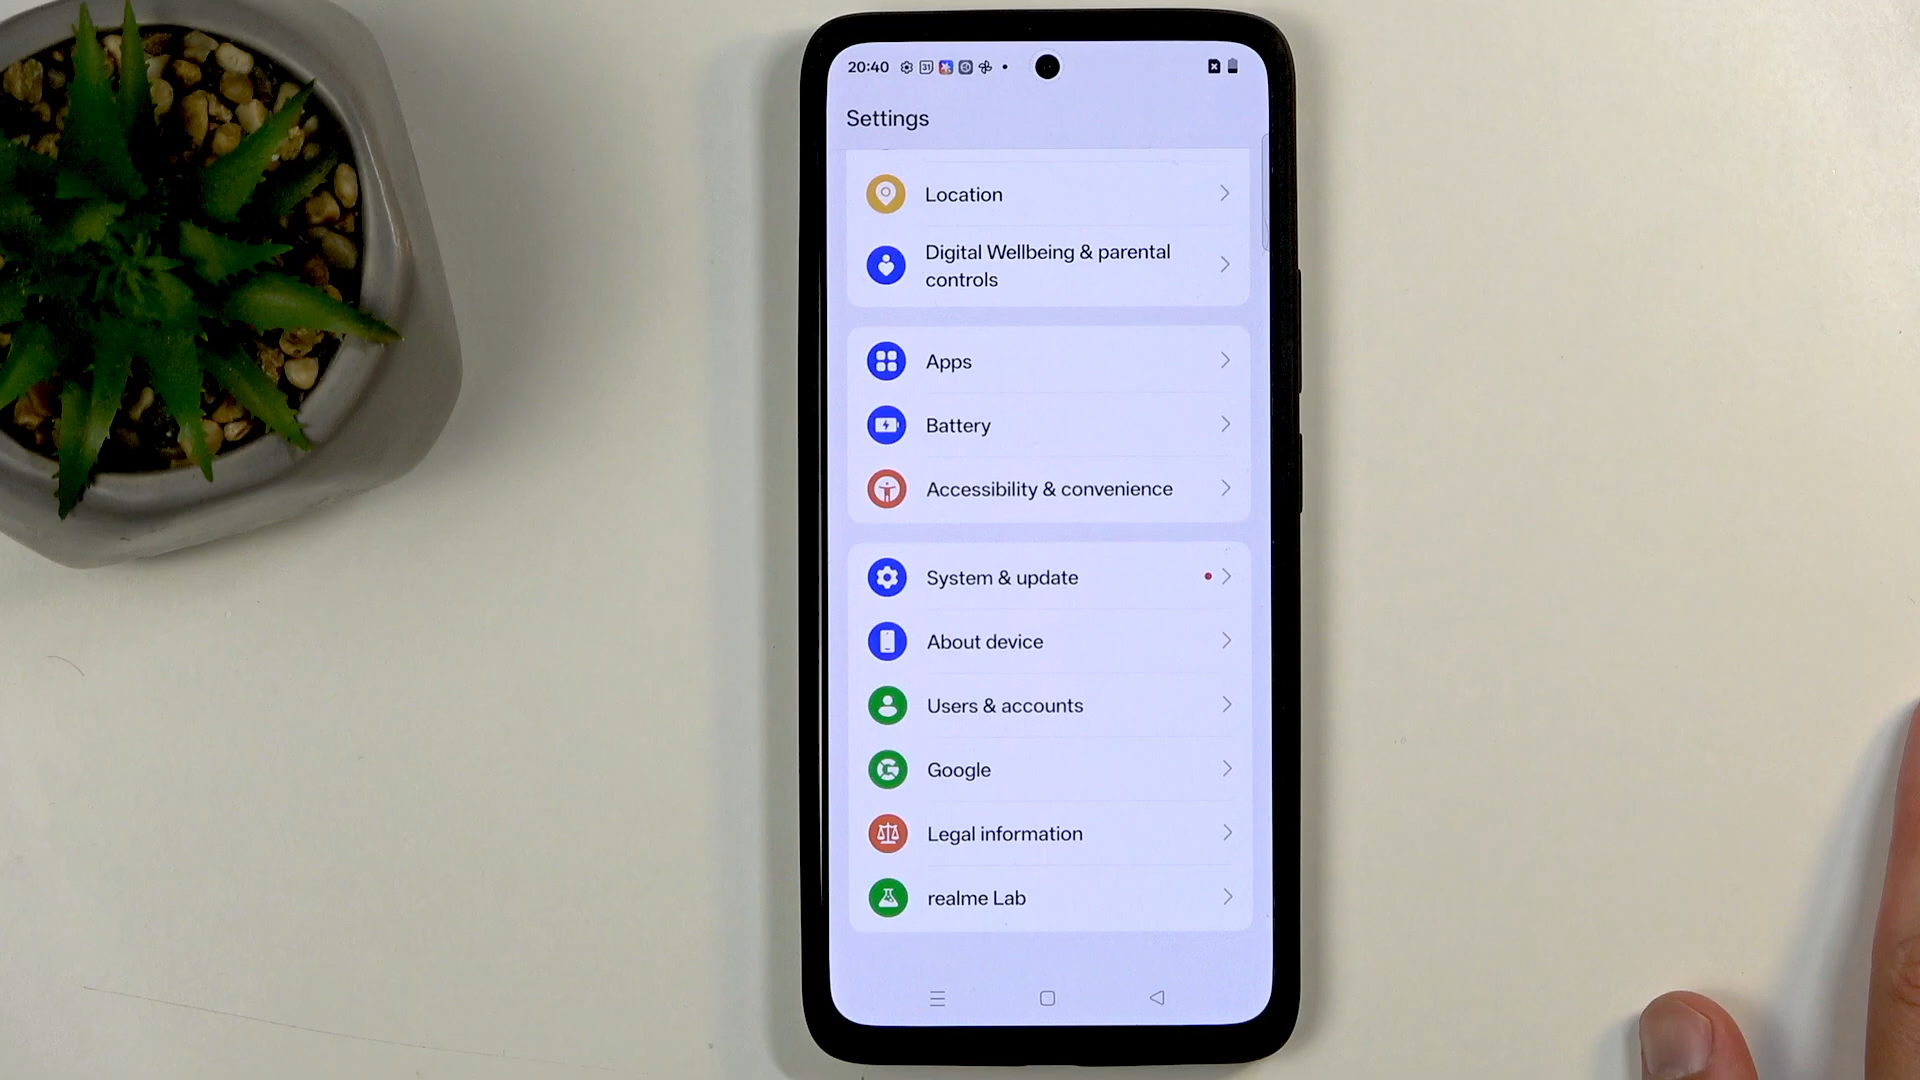 20:40
Settings
Location
Digital Wellbeing & parental
controls
Apps
Battery
Accessibility & convenience
System & update
About device
Users & accounts
Google
Legal information
realme Lab